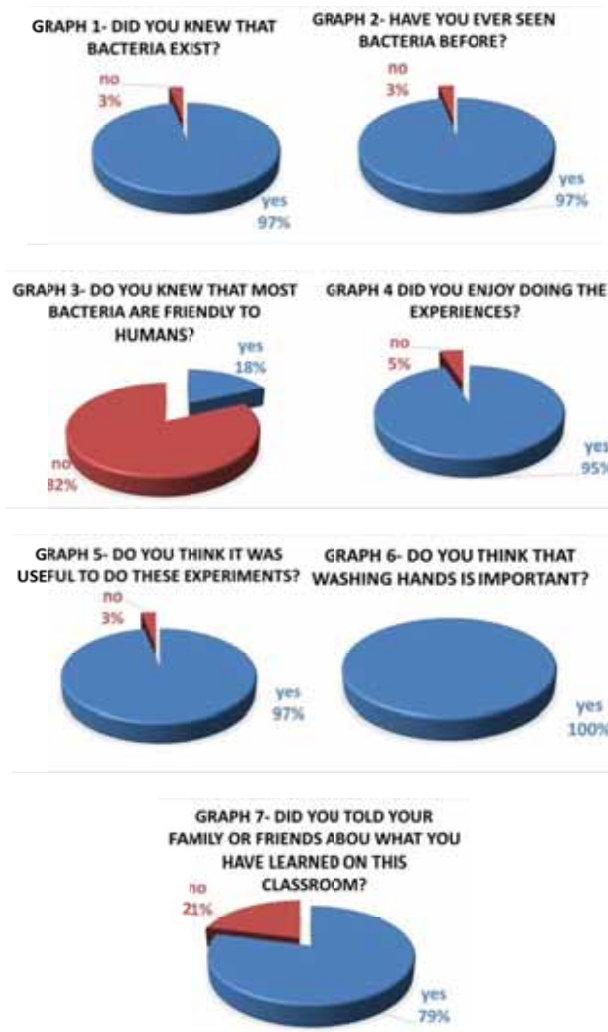 GRAPH 1- DID YOU KNEW THAT
BACTERIA EXIST?
no
3%
yes
97%
GRAPH 2- HAVE YOU EVER SEEN
BACTERIA BEFORE?
no
3%
yes
97%
GRAPH 3- DO YOU KNEW THAT MOST
BACTERIA ARE FRIENDLY TO
HUMANS?
yes
18%
no
82%
GRAPH 4 DID YOU ENJOY DOING THE
EXPERIENCES?
no
5%
yes
95%
GRAPH 5- DO YOU THINK IT WAS
USEFUL TO DO THESE EXPERIMENTS?
no
3%
yes
97%
GRAPH 6- DO YOU THINK THAT
WASHING HANDS IS IMPORTANT?
yes
100%
GRAPH 7- DID YOU TOLD YOUR
FAMILY OR FRIENDS ABOU WHAT YOU
HAVE LEARNED ON THIS
CLASSROOM?
no
21%
yes
79%